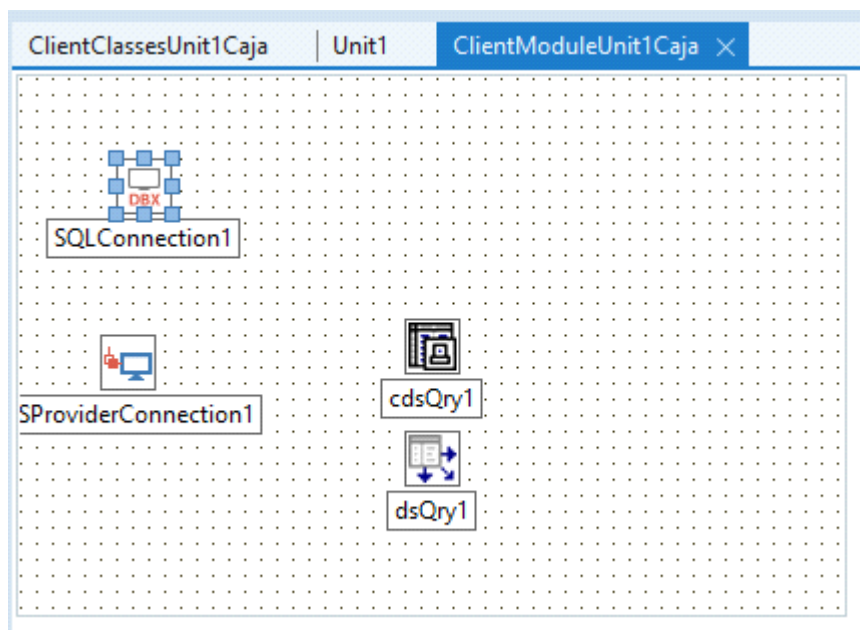 ClientClassesUnit1Caja
Unit1
ClientModuleUnit1Caja
DBX
SQLConnection1
SProviderConnection1
cdsQry1
dsQry1